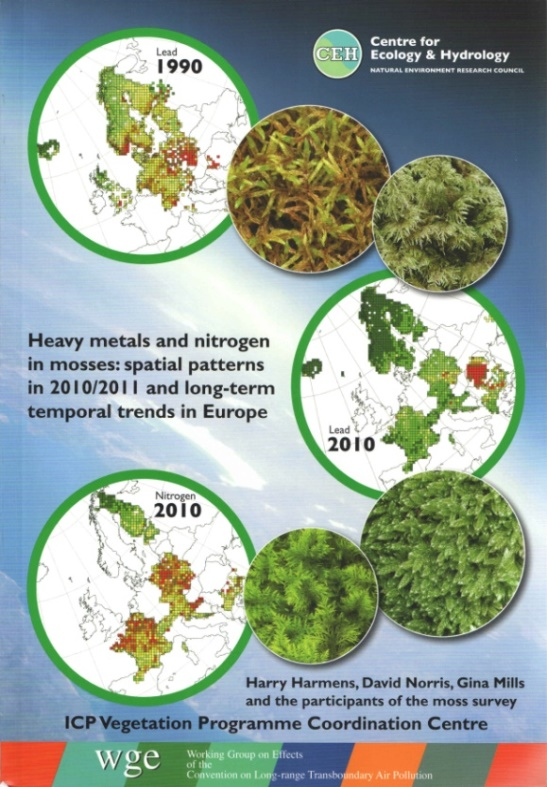 Lead
1990
CEH
Centre for
Ecology & Hydrology
NATURAL ENVIRONMENT RESEARCH COUNCIL
Heavy metals and nitrogen
in mosses: spatial patterns
in 2010/2011 and long-term
temporal trends in Europe
Lead
2010
Nitrogen
2010
Harry Harmens, David Norris, Gina Mills
and the participants of the moss survey
ICP Vegetation Programme Coordination Centre
wge
Working Group on Effects
of the
Convention on Long-range Transboundary Air Pollution